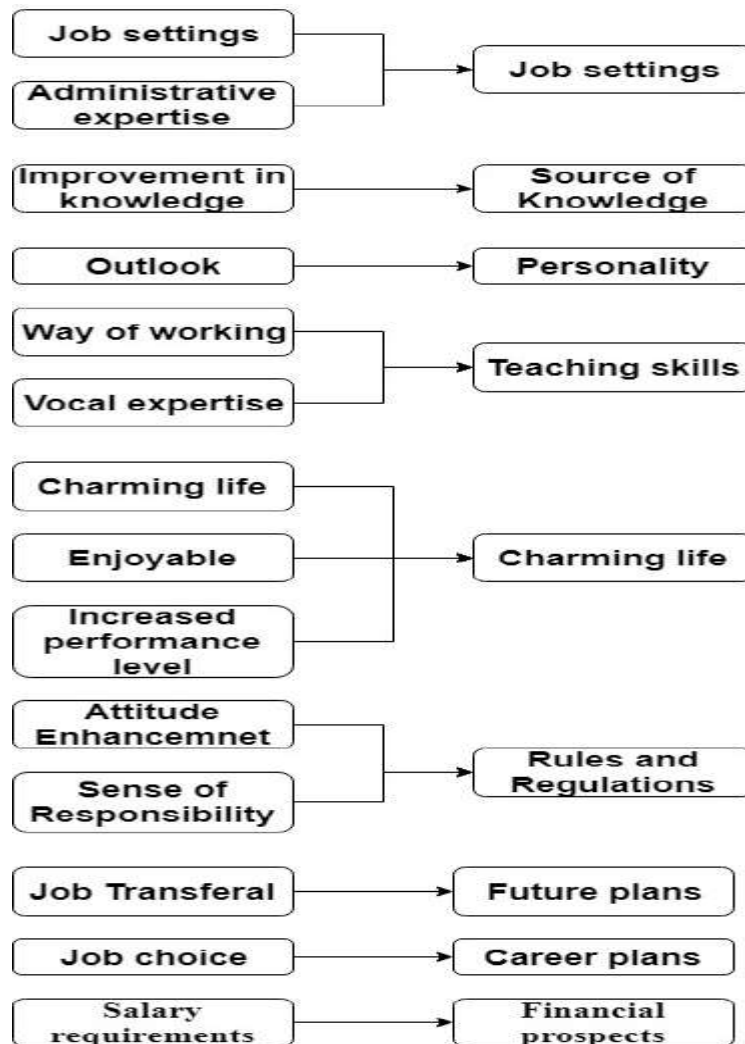 Job settings
Administrative
expertise
Job settings
Improvement in
knowledge
Source of
Knowledge
Outlook
Personality
Way of working
Vocal expertise
Teaching skills
Charming life
Enjoyable
Increased
performance
level
Charming life
Attitude
Enhancemnet
Sense of
Responsibility
Rules and
Regulations
Job Transferal
Future plans
Job choice
Career plans
Salary
requirements
Financial
prospects